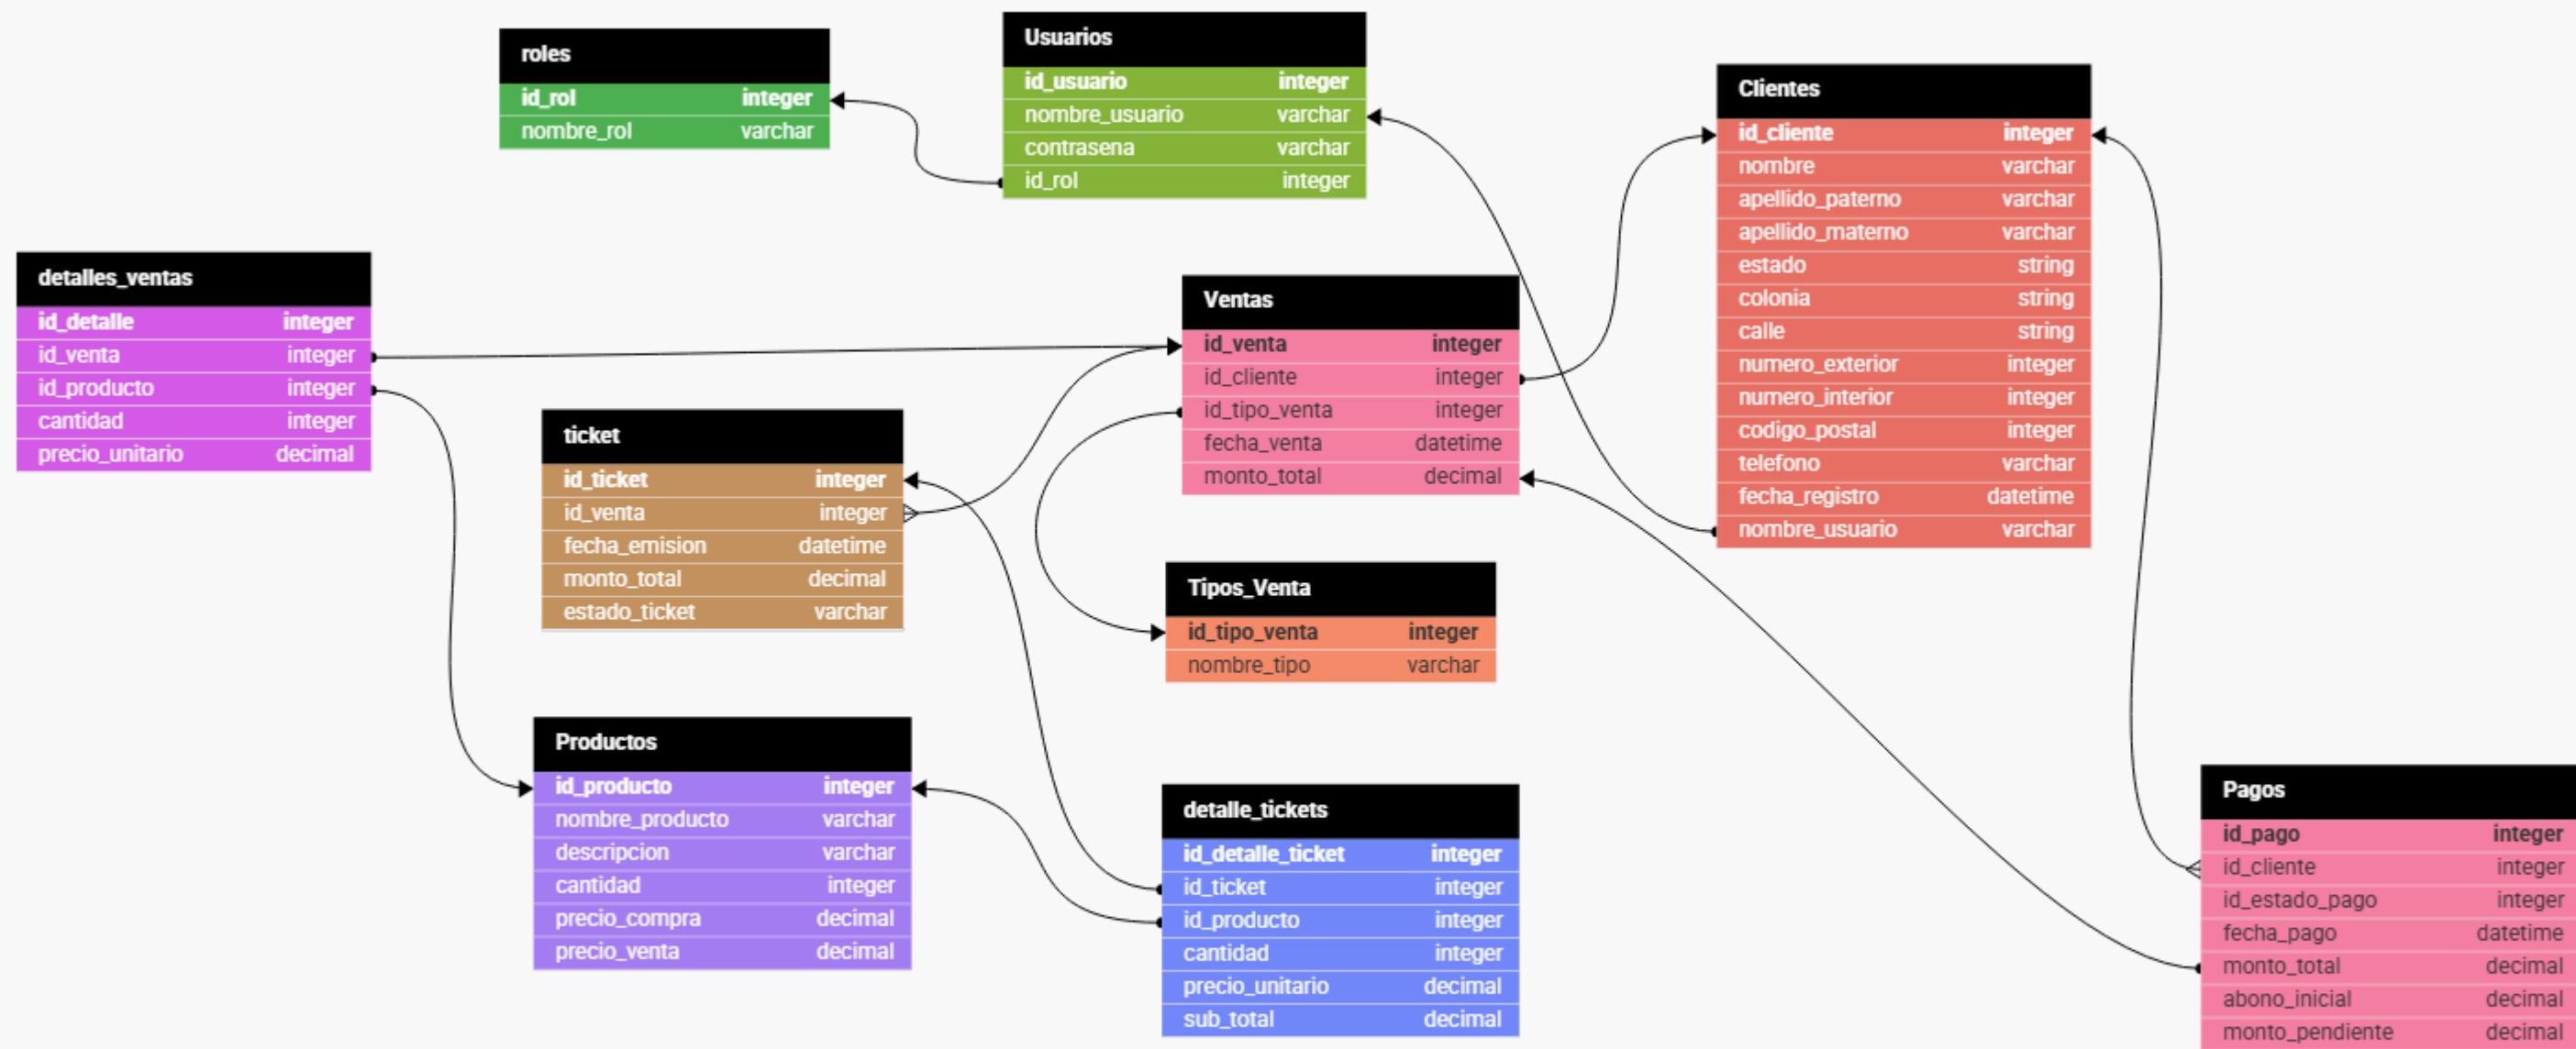 roles
id_rol integer
nombre_rol varchar
Usuarios
id_usuario integer
nombre_usuario varchar
contrasena varchar
id_rol integer
Clientes
id_cliente integer
nombre varchar
apellido_paterno varchar
apellido_materno varchar
estado string
colonia string
calle string
numero_exterior integer
numero_interior integer
codigo_postal integer
telefono varchar
fecha_registro datetime
nombre_usuario varchar
detalles_ventas
id_detalle integer
id_venta integer
id_producto integer
cantidad integer
precio_unitario decimal
Ventas
id_venta integer
id_cliente integer
id_tipo_venta integer
fecha_venta datetime
monto_total decimal
ticket
id_ticket integer
id_venta integer
fecha_emision datetime
monto_total decimal
estado_ticket varchar
Tipos_Venta
id_tipo_venta integer
nombre_tipo varchar
Productos
id_producto integer
nombre_producto varchar
descripcion varchar
cantidad integer
precio_compra decimal
precio_venta decimal
detalle_tickets
id_detalle_ticket integer
id_ticket integer
id_producto integer
cantidad integer
precio_unitario decimal
sub_total decimal
Pagos
id_pago integer
id_cliente integer
id_estado_pago integer
fecha_pago datetime
monto_total decimal
abono_inicial decimal
monto_pendiente decimal